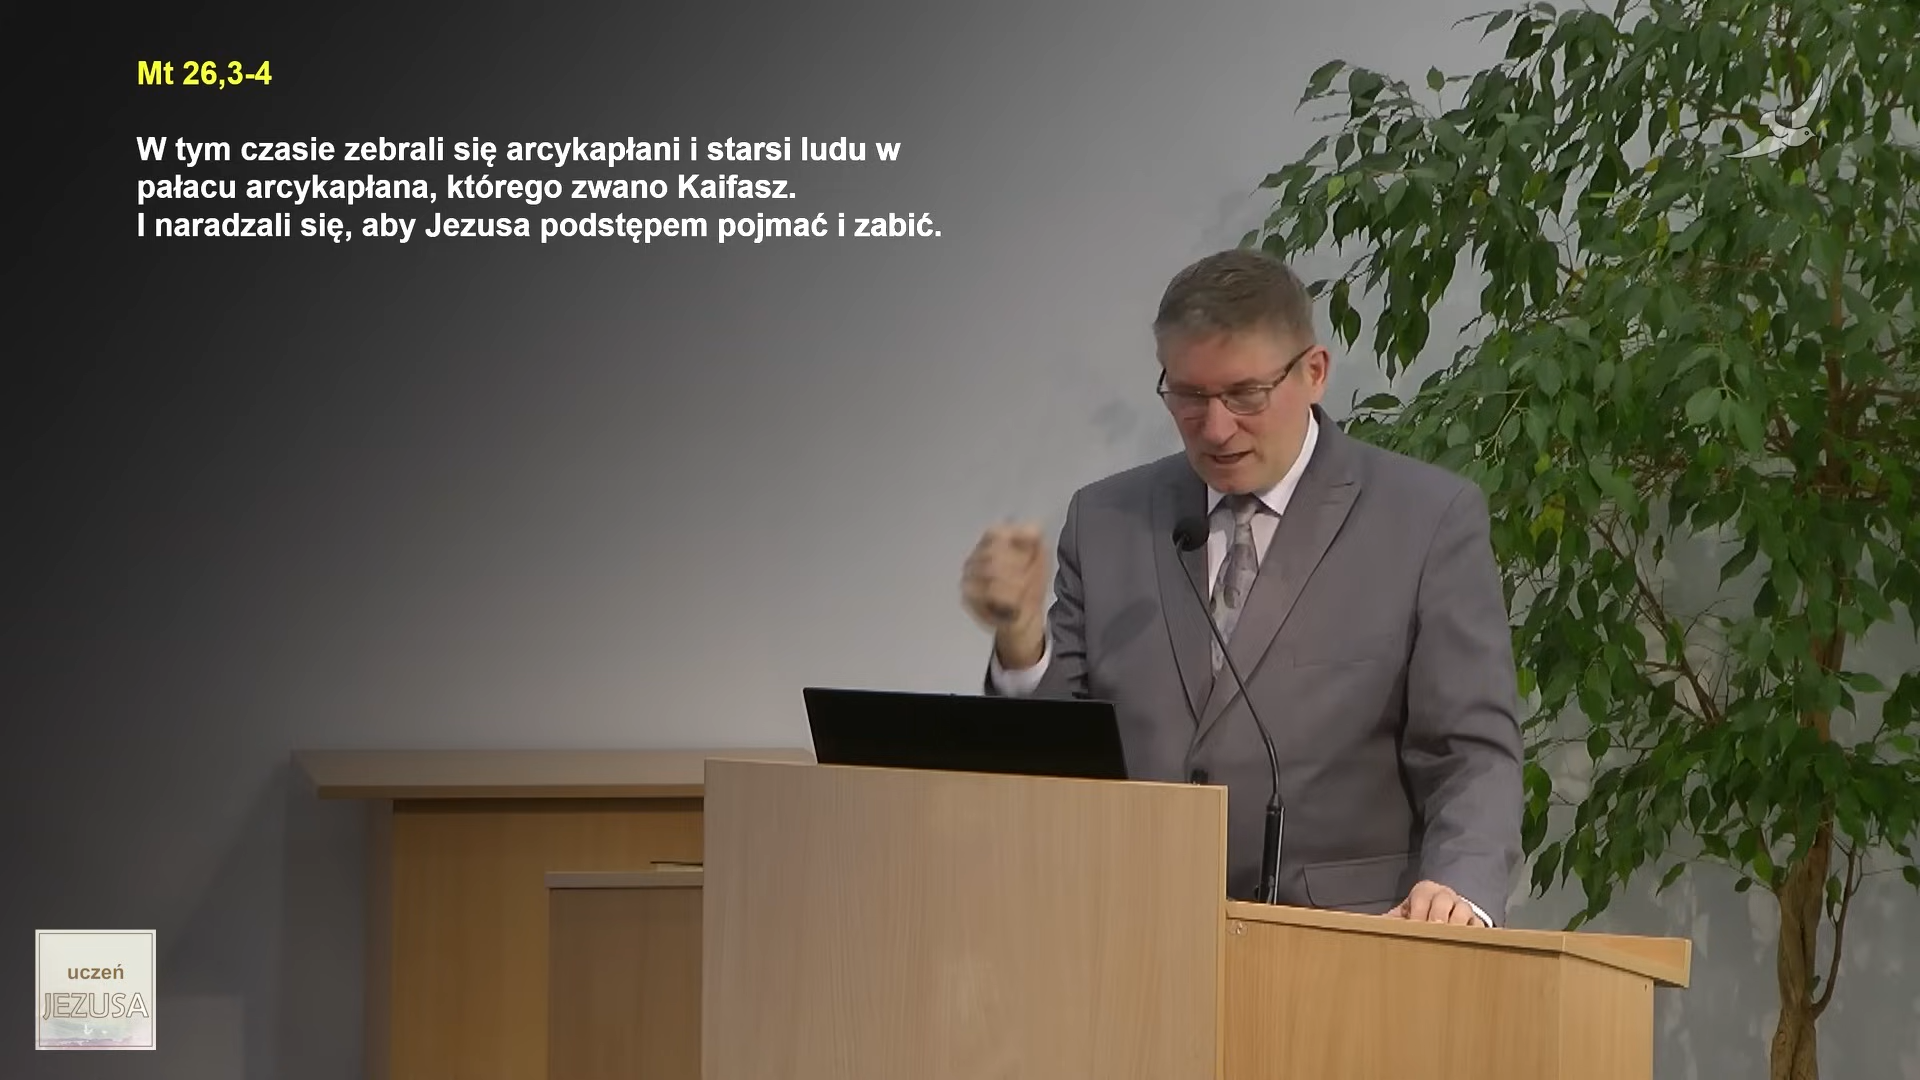 Mt 26,3-4
W tym czasie zebrali się arcykapłani i starsi ludu w
pałacu arcykapłana, którego zwano Kaifasz.
I naradzali się, aby Jezusa podstępem pojmać i zabić.
uczeń
JEZUSA